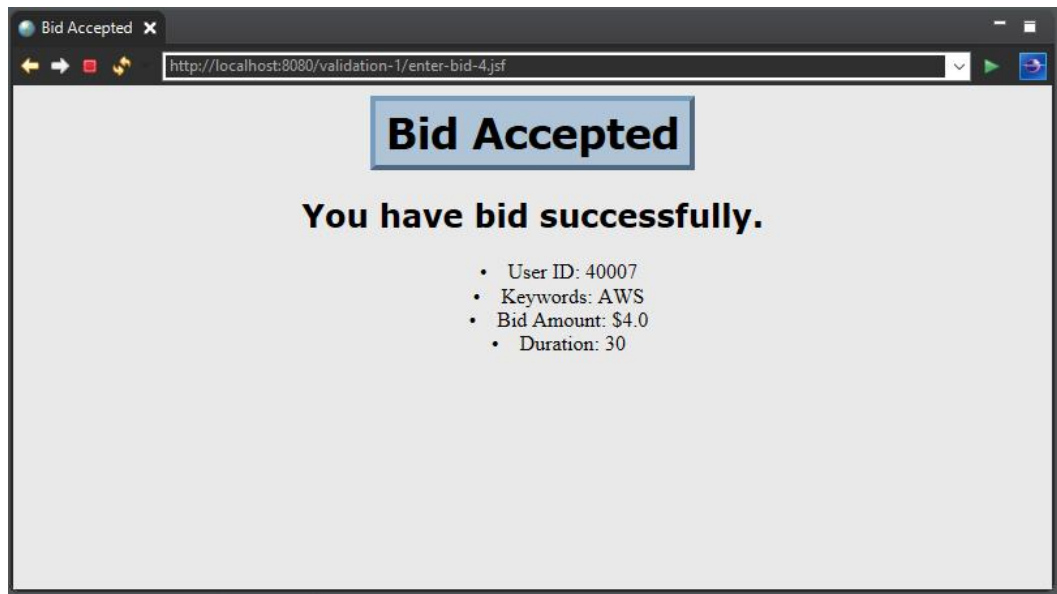 Bid Accepted
http://localhost:8080/validation-1/enter-bid-4.jsf
Bid Accepted
You have bid successfully.
• User ID: 40007
• Keywords: AWS
• Bid Amount: $4.0
• Duration: 30